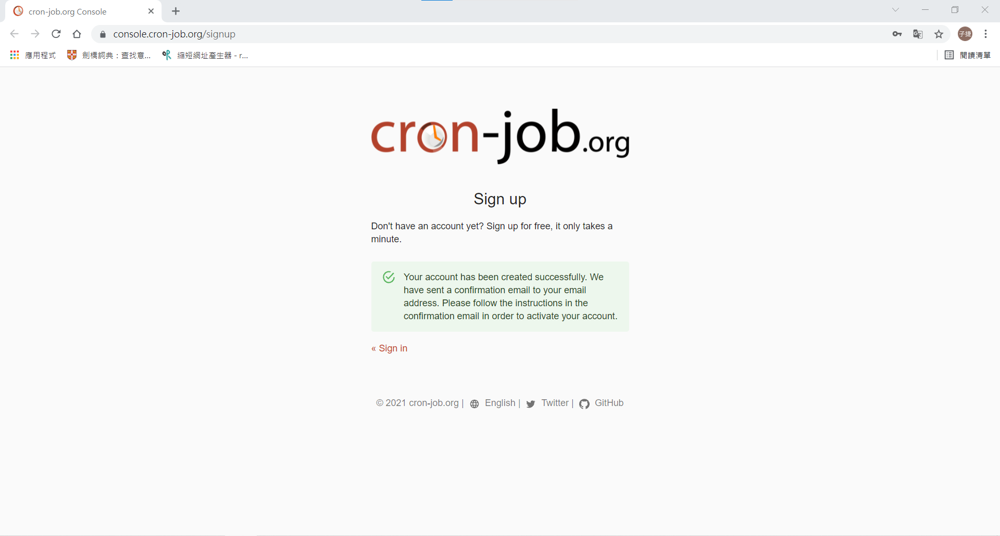 cron-job.org Console
console.cron-job.org/signup
子捷
應用程式
劍橋詞典：查找意...
縮短網址產生器 - r...
閱讀清單
cron-job.org
Sign up
Don't have an account yet? Sign up for free, it only takes a
minute.
Your account has been created successfully. We
have sent a confirmation email to your email
address. Please follow the instructions in the
confirmation email in order to activate your account.
« Sign in
© 2021 cron-job.org | English | Twitter | GitHub